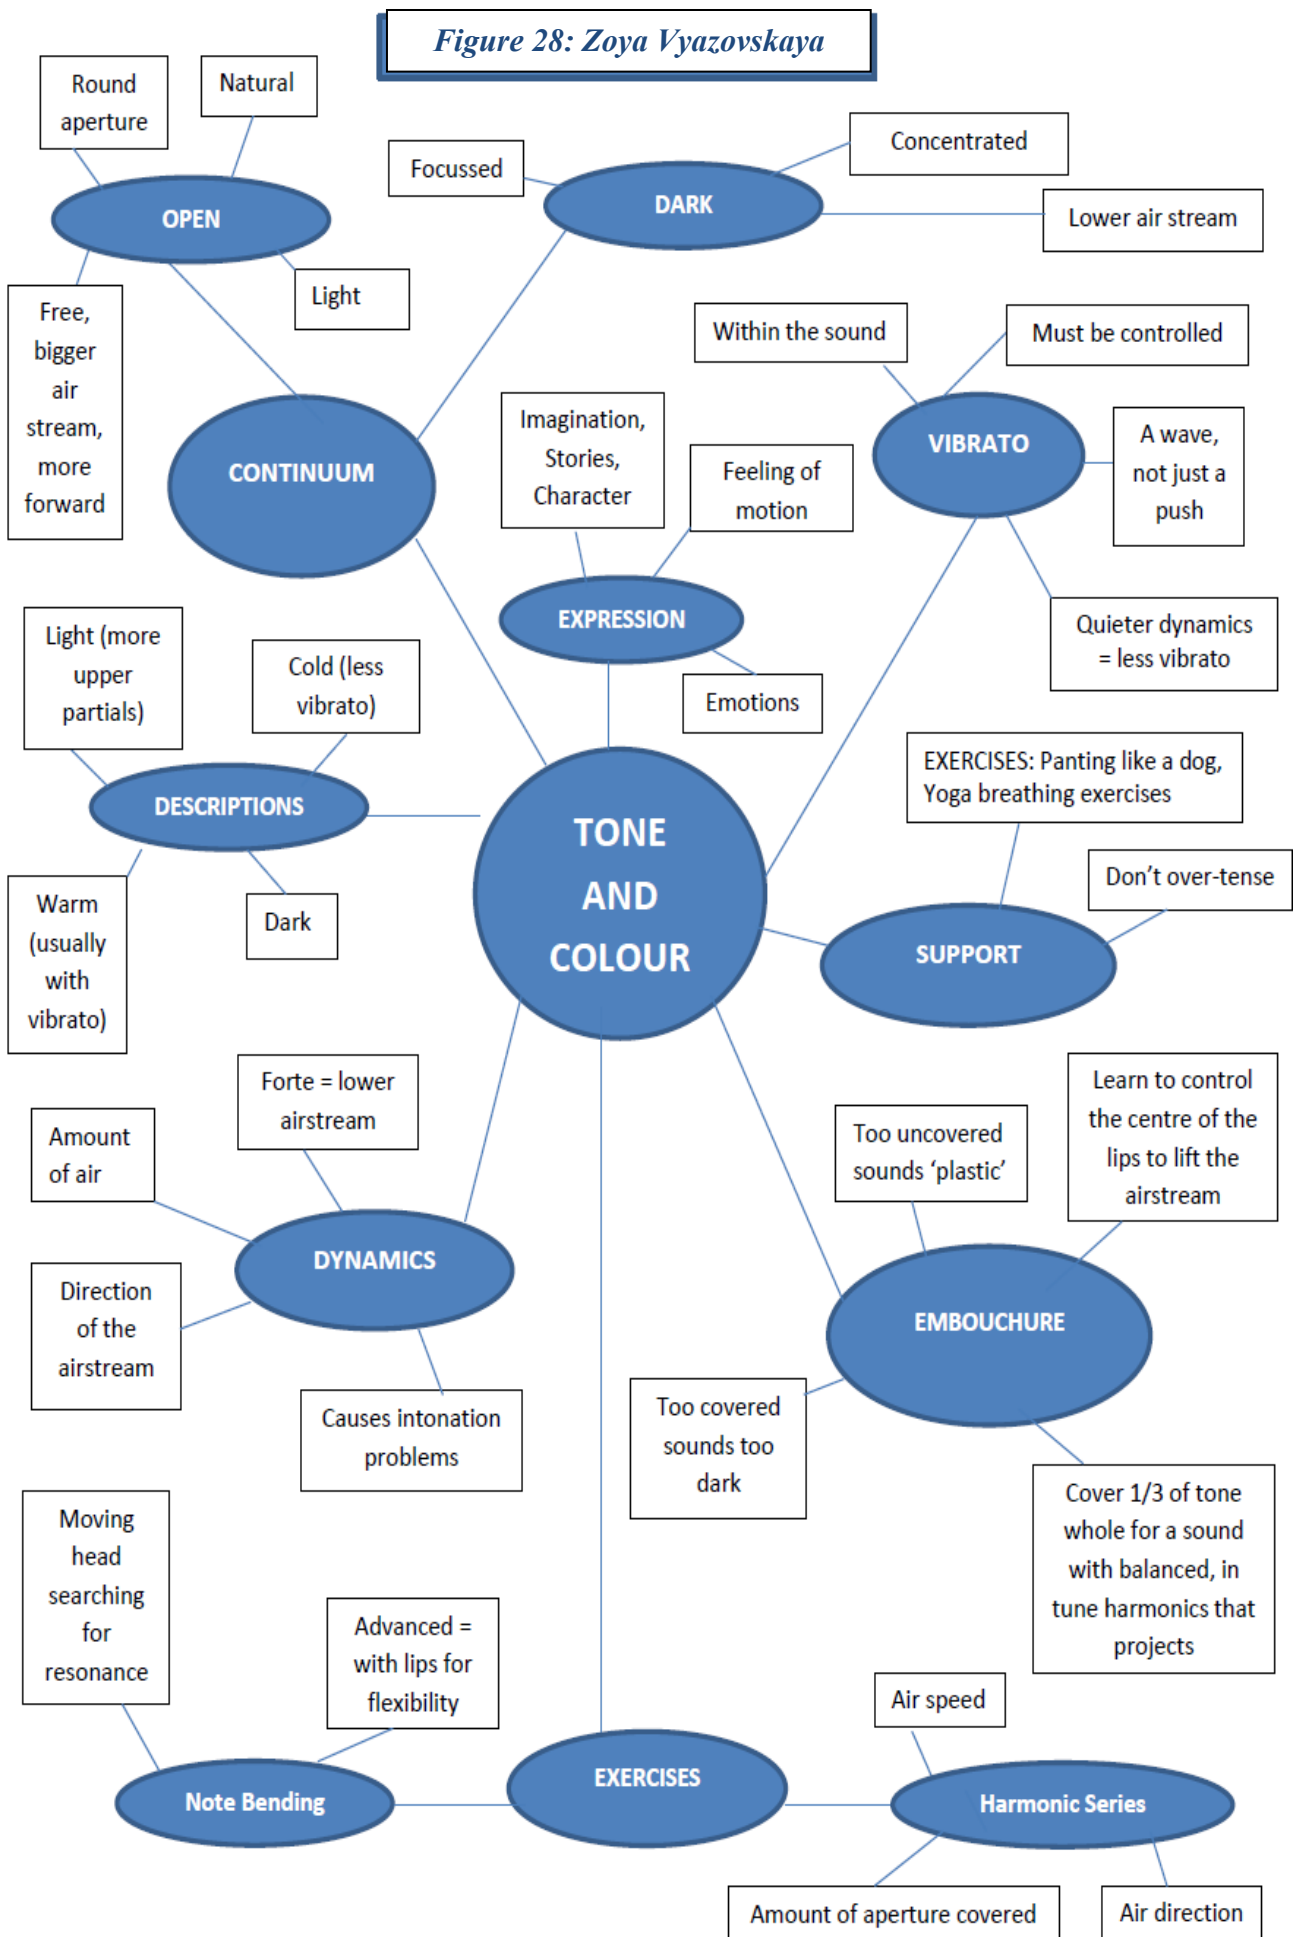 Figure 28: Zoya Vyazovskaya
Round
aperture
Natural
OPEN
Light
Free,
bigger
air
stream,
more
forward
Focussed
Concentrated
DARK
Lower air stream
CONTINUUM
Within the sound
Must be controlled
VIBRATO
A wave,
not just a
push
Quieter dynamics
= less vibrato
Imagination,
Stories,
Character
Feeling of
motion
EXPRESSION
Emotions
Light (more
upper
partials)
Cold (less
vibrato)
DESCRIPTIONS
Warm
(usually
with
vibrato)
Dark
TONE
AND
COLOUR
EXERCISES: Panting like a dog,
Yoga breathing exercises
Don’t over-tense
SUPPORT
Forte = lower
airstream
Amount
of air
DYNAMICS
Direction
of the
airstream
Causes intonation
problems
Too uncovered
sounds ‘plastic’
Learn to control
the centre of the
lips to lift the
airstream
EMBOUCHURE
Too covered
sounds too
dark
Cover 1/3 of tone
whole for a sound
with balanced, in
tune harmonics that
projects
Moving
head
searching
for
resonance
Advanced =
with lips for
flexibility
Note Bending
EXERCISES
Air speed
Harmonic Series
Amount of aperture covered
Air direction